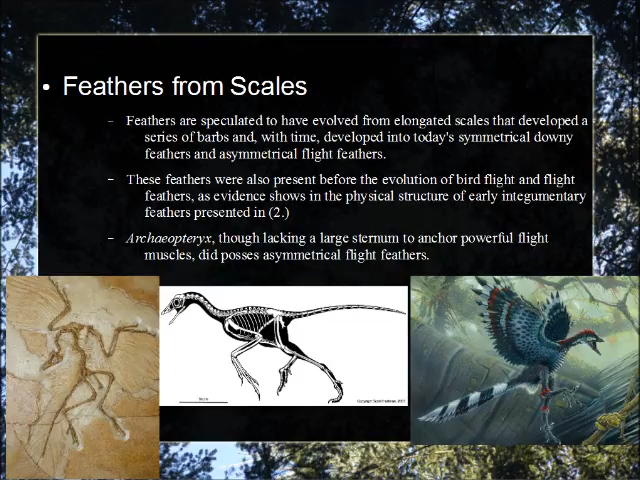 • Feathers from Scales
– Feathers are speculated to have evolved from elongated scales that developed a
series of barbs and, with time, developed into today's symmetrical downy
feathers and asymmetrical flight feathers.
– These feathers were also present before the evolution of bird flight and flight
feathers, as evidence shows in the physical structure of early integumentary
feathers presented in (2.)
– Archaeopteryx, though lacking a large sternum to anchor powerful flight
muscles, did posses asymmetrical flight feathers.